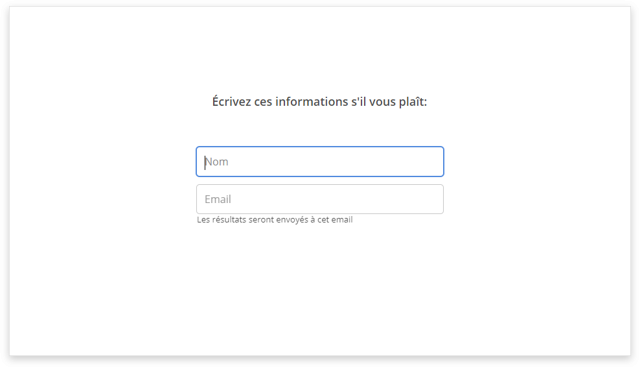 Écrivez ces informations s'il vous plaît:
Nom
Email
Les résultats seront envoyés à cet email